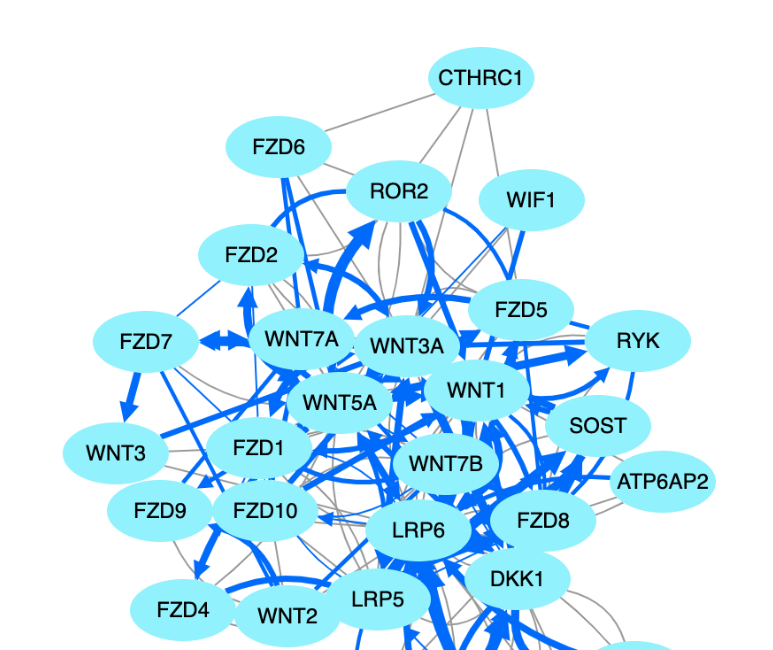 CTHRC1
FZD6
ROR2
WIF1
FZD2
FZD5
FZD7
WNT7A
WNT3A
RYK
WNT5A
WNT1
SOST
WNT3
FZD1
WNT7B
ATP6AP2
FZD9
FZD10
LRP6
FZD8
DKK1
FZD4
WNT2
LRP5